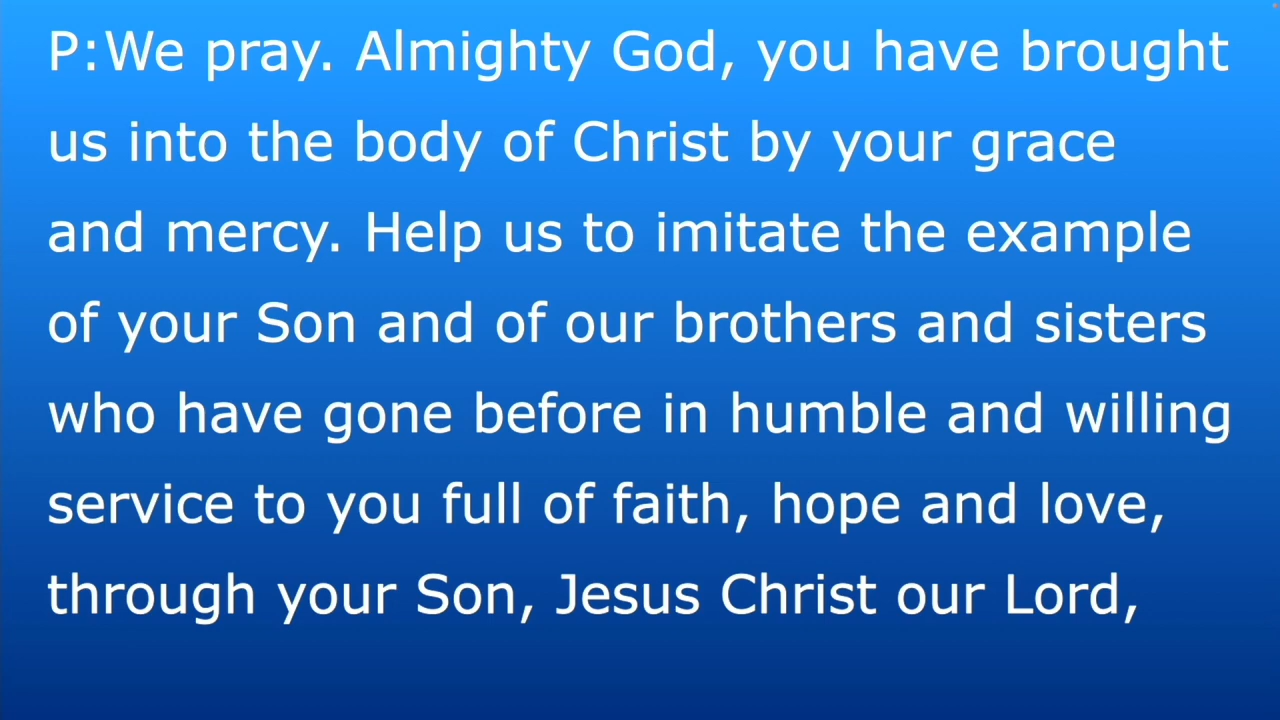 P:We pray. Almighty God, you have brought
us into the body of Christ by your grace
and mercy. Help us to imitate the example
of your Son and of our brothers and sisters
who have gone before in humble and willing
service to you full of faith, hope and love,
through your Son, Jesus Christ our Lord,